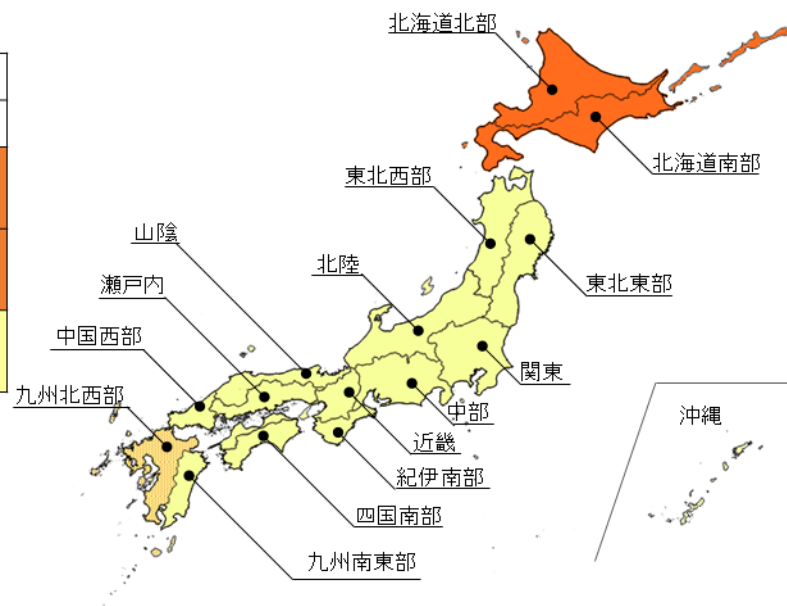 北海道北部
北海道南部
東北西部
山陰
北陸
瀬戸内
東北東部
中国西部
関東
九州北西部
中部
沖縄
近畿
紀伊南部
四国南部
九州南東部